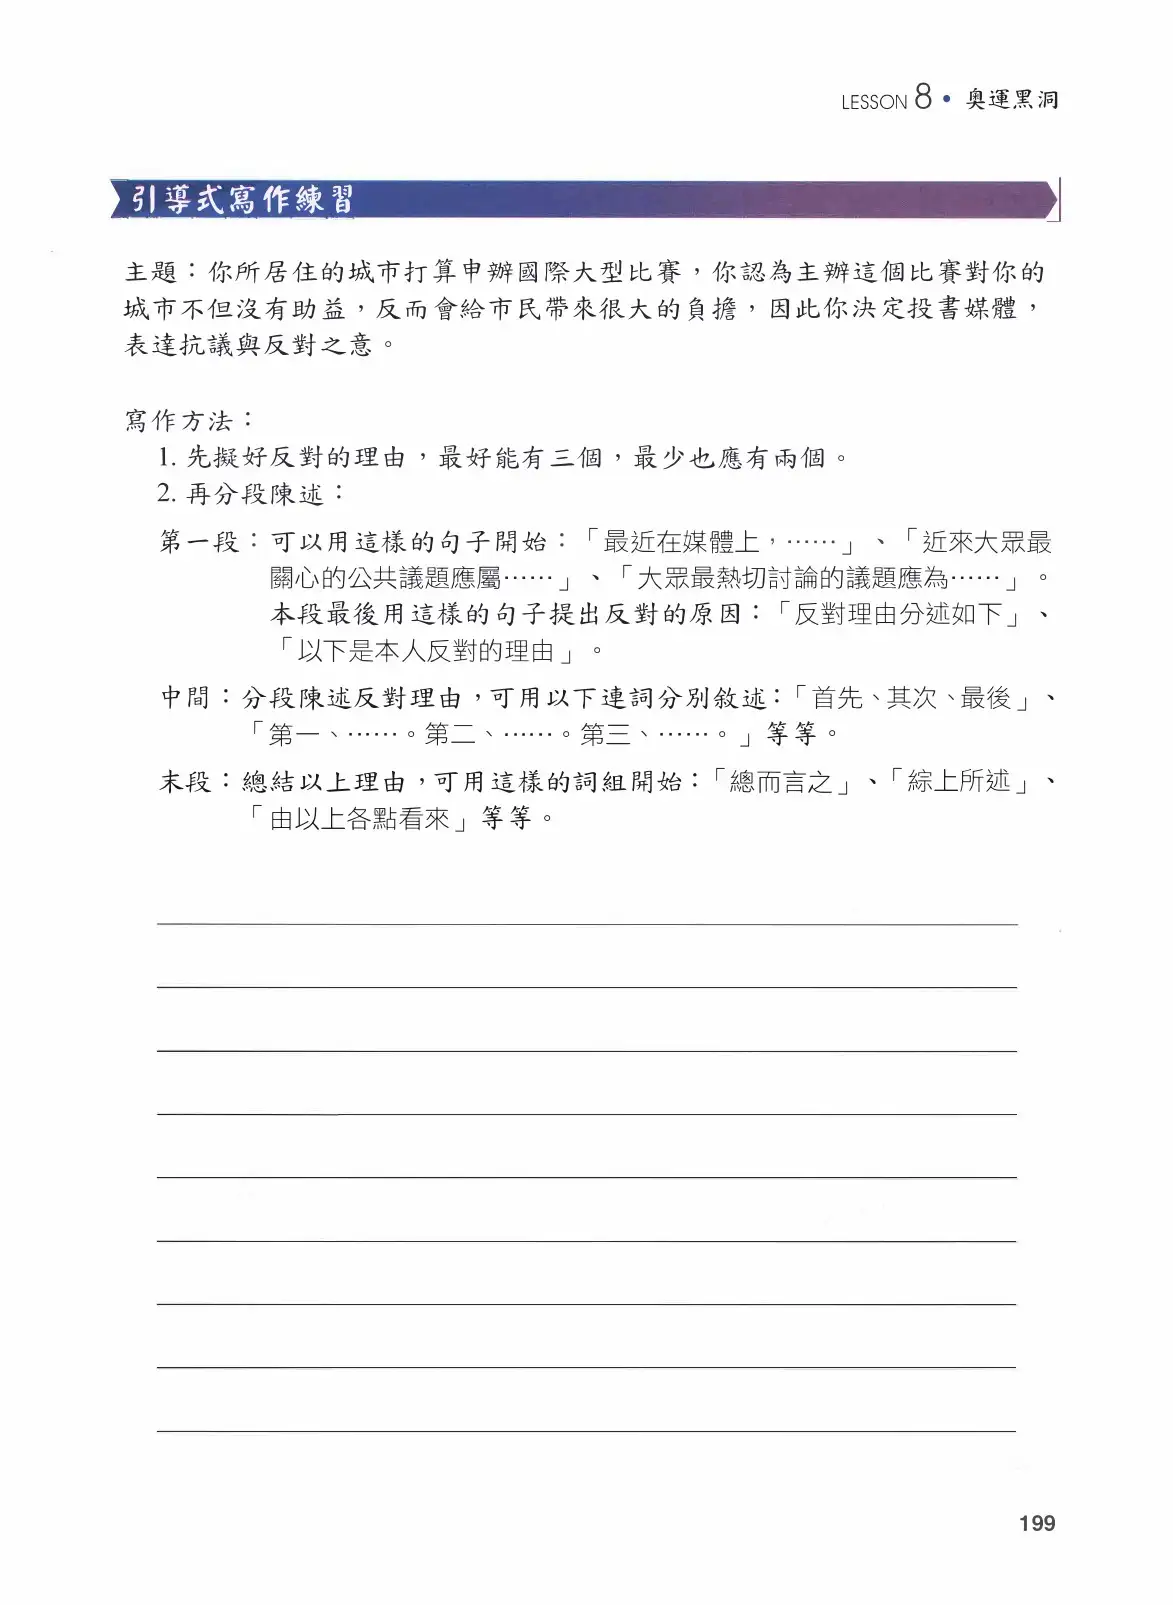 LESSON 8 • 奧運黑洞
引導式寫作練習
主題：你所居住的城市打算申辦國際大型比賽，你認為主辦這個比賽對你的
城市不但沒有助益，反而會給市民帶來很大的負擔，因此你決定投書媒體，
表達抗議與反對之意。
寫作方法：
1. 先擬好反對的理由，最好能有三個，最少也應有兩個。
2. 再分段陳述：
第一段：可以用這樣的句子開始：「最近在媒體上，……」、「近來大眾最
關心的公共議題應屬……」、「大眾最熱切討論的議題應為……」。
本段最後用這樣的句子提出反對的原因：「反對理由分述如下」、
「以下是本人反對的理由」。
中間：分段陳述反對理由，可用以下連詞分別敘述：「首先、其次、最後」、
「第一、……。第二、……。第三、……。」等等。
末段：總結以上理由，可用這樣的詞組開始：「總而言之」、「綜上所述」、
「由以上各點看來」等等。
199